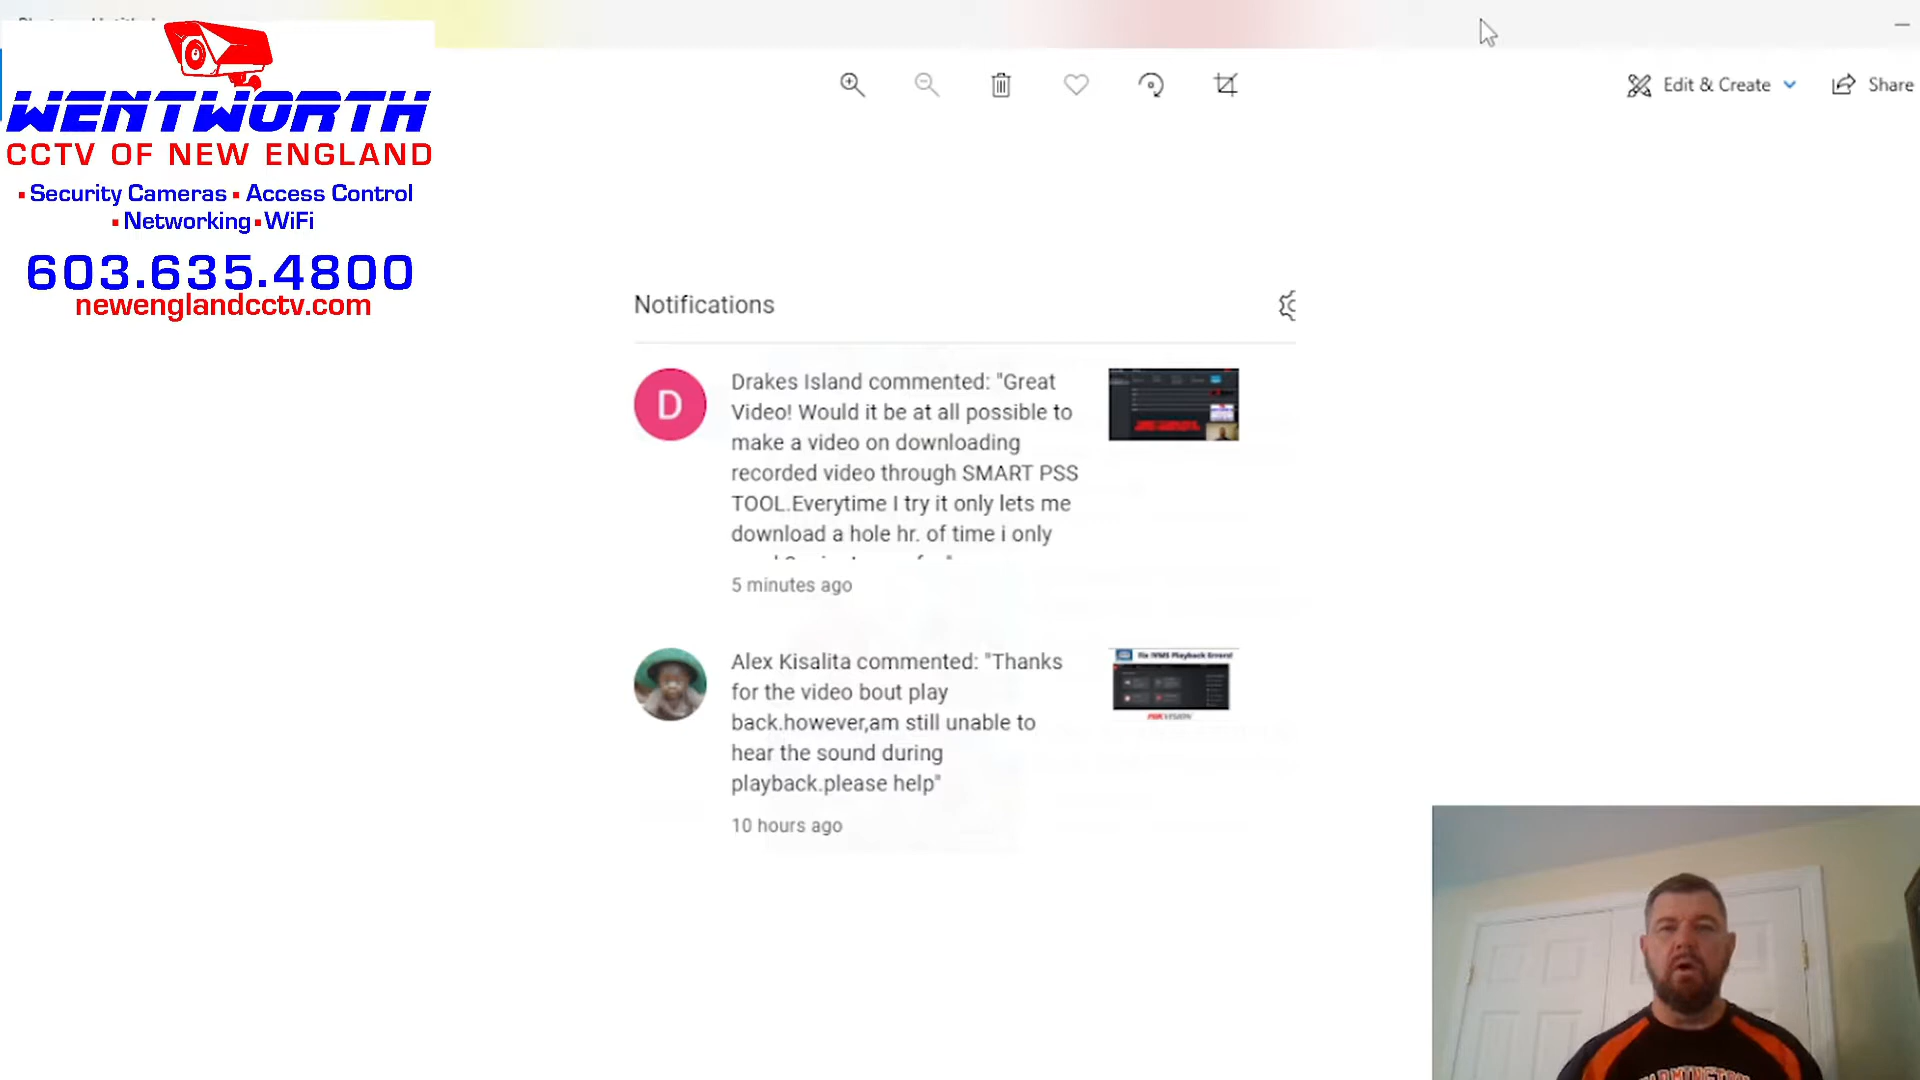 WENTWORTH
CCTV OF NEW ENGLAND
▪ Security Cameras ▪ Access Control
▪ Networking ▪ WiFi
603.635.4800
newenglandcctv.com
Edit & Create
Share
Notifications
Drakes Island commented: "Great
Video! Would it be at all possible to
make a video on downloading
recorded video through SMART PSS
TOOL.Everytime I try it only lets me
download a hole hr. of time i only
5 minutes ago
D
Alex Kisalita commented: "Thanks
for the video bout play
back.however,am still unable to
hear the sound during
playback.please help"
10 hours ago
fix iVMS Playback Errors!